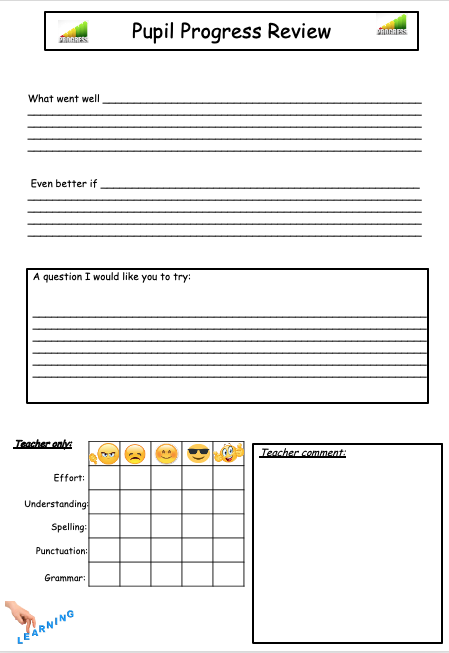 PROGRESS
Pupil Progress Review
PROGRESS
What went well
Even better if
A question I would like you to try:
Teacher only:
Effort:
Understanding:
Spelling:
Punctuation:
Grammar:
Teacher comment:
LEARNING